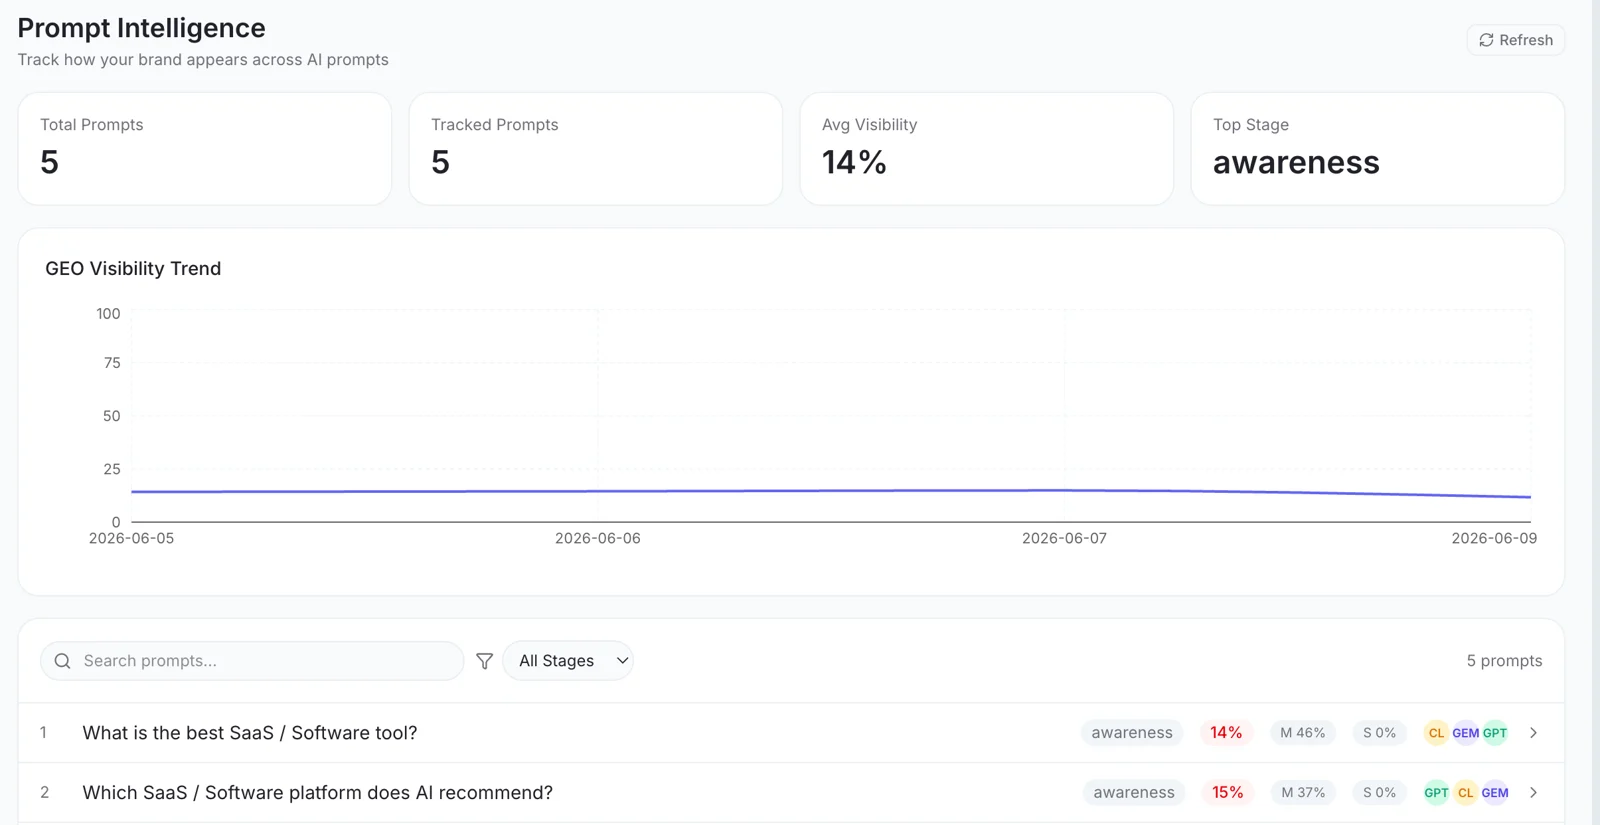 Prompt Intelligence
Track how your brand appears across AI prompts
Refresh
Total Prompts
5
Tracked Prompts
5
Avg Visibility
14%
Top Stage
awareness
GEO Visibility Trend
100
75
50
25
0
2026-06-05
2026-06-06
2026-06-07
2026-06-09
Search prompts...
All Stages
5 prompts
1 What is the best SaaS / Software tool? awareness 14% M 46% S 0% CL GEM GPT
2 Which SaaS / Software platform does AI recommend? awareness 15% M 37% S 0% GPT CL GEM